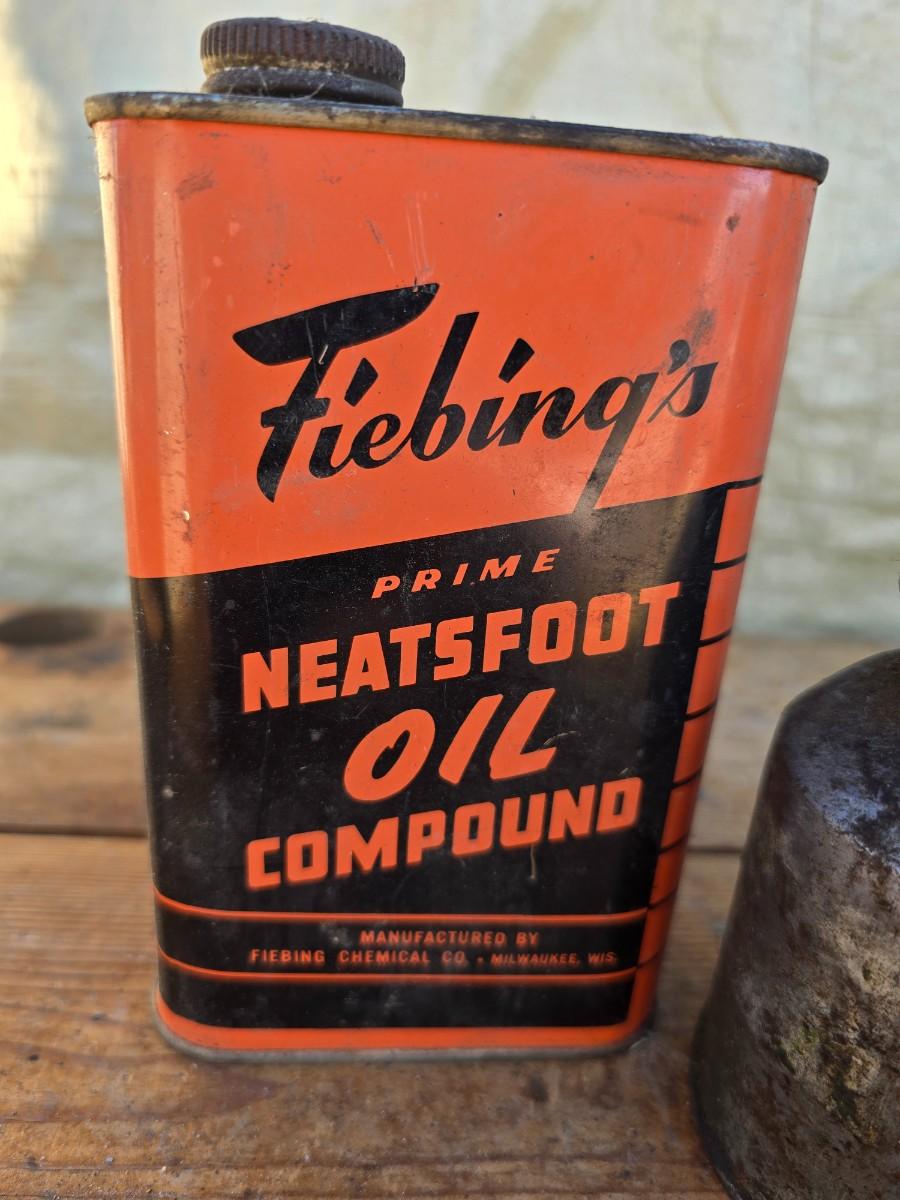 Fiebing's
PRIME
NEATSFOOT
OIL
COMPOUND
MANUFACTURED BY
FIEBING CHEMICAL CO. - MILWAUKEE, WIS.